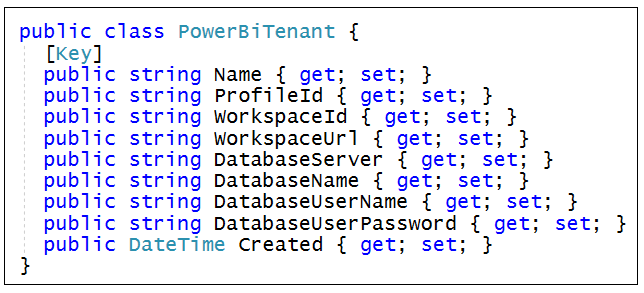 public class PowerBiTenant {
[Key]
public string Name { get; set; }
public string ProfileId { get; set; }
public string WorkspaceId { get; set; }
public string WorkspaceUrl { get; set; }
public string DatabaseServer { get; set; }
public string DatabaseName { get; set; }
public string DatabaseUserName { get; set; }
public string DatabaseUserPassword { get; set; }
public DateTime Created { get; set; }
}